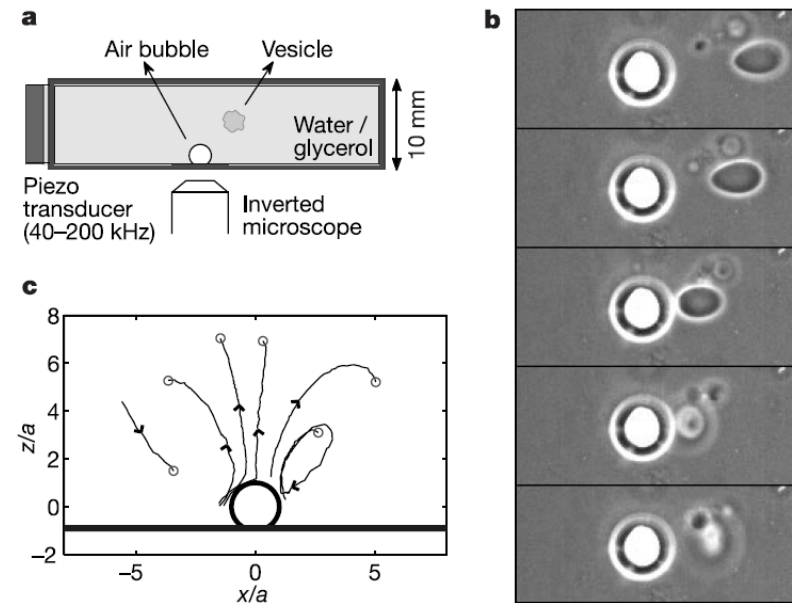 a
Air bubble
Vesicle
Water /
glycerol
10 mm
Piezo
transducer
(40–200 kHz)
Inverted
microscope
b
c
8
6
4
2
0
−2
z/a
−5
0
5
x/a